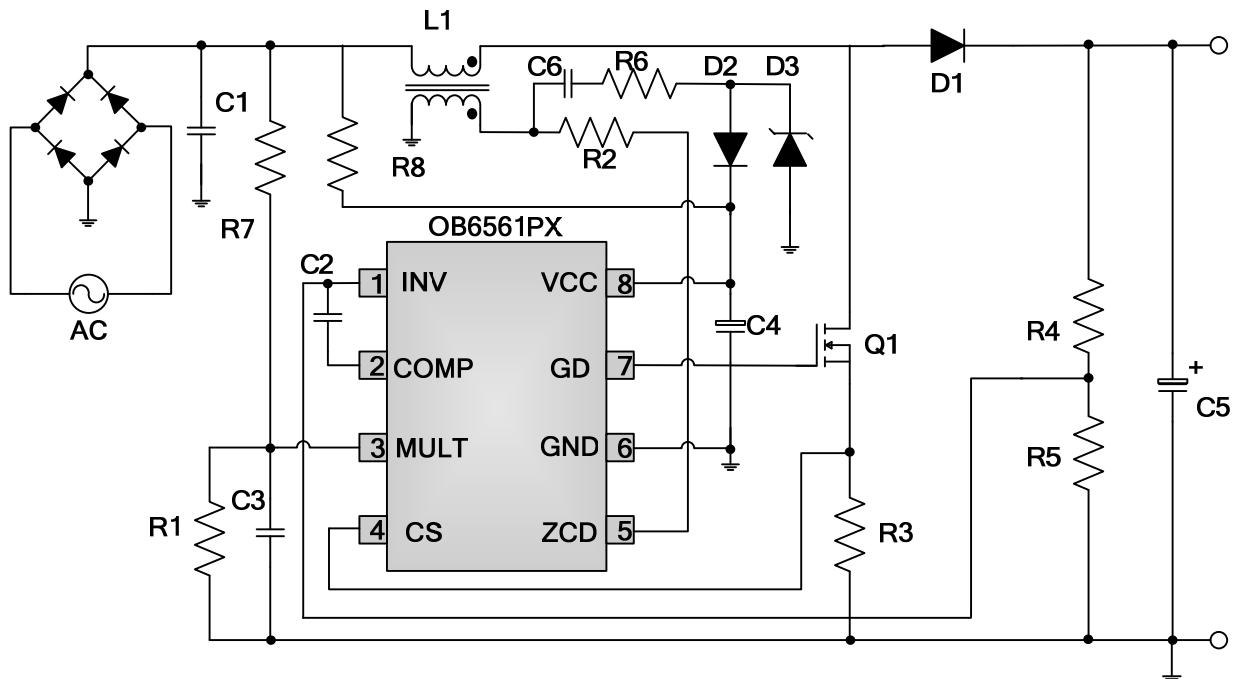 L1
C6
R6
D2
D3
D1
C1
R2
R8
R7
OB6561PX
C2
1
INV
VCC
8
AC
C4
R4
Q1
2
COMP
GD
7
+
C5
3
MULT
GND
6
R5
C3
R1
4
CS
ZCD
5
R3